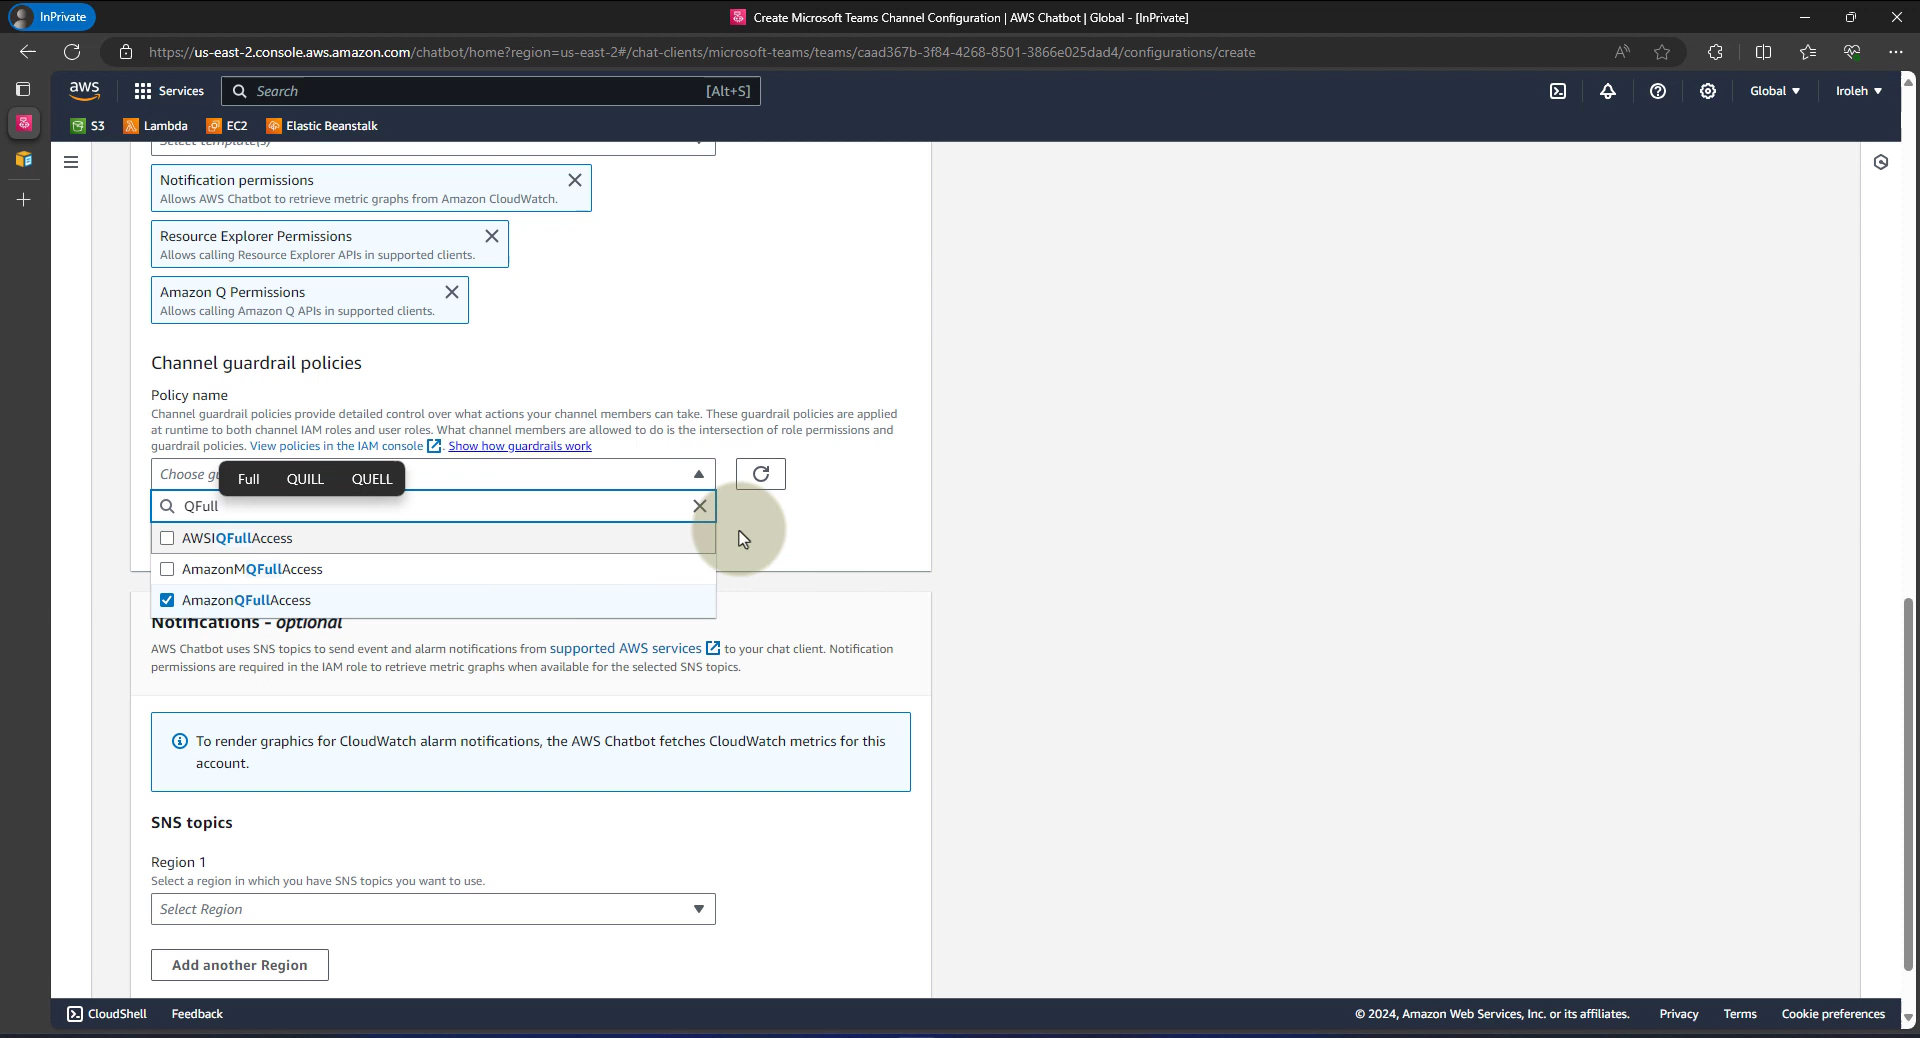 InPrivate
Create Microsoft Teams Channel Configuration | AWS Chatbot | Global - [InPrivate]
https://us-east-2.console.aws.amazon.com/chatbot/home?region=us-east-2#/chat-clients/microsoft-teams/teams/caad367b-3f84-4268-8501-3866e025dad4/configurations/create
aws
Services
Search
[Alt+S]
Global
Iroleh
S3
Lambda
EC2
Elastic Beanstalk
Select template(s)
Notification permissions
Allows AWS Chatbot to retrieve metric graphs from Amazon CloudWatch.
Resource Explorer Permissions
Allows calling Resource Explorer APIs in supported clients.
Amazon Q Permissions
Allows calling Amazon Q APIs in supported clients.
Channel guardrail policies
Policy name
Channel guardrail policies provide detailed control over what actions your channel members can take. These guardrail policies are applied
at runtime to both channel IAM roles and user roles. What channel members are allowed to do is the intersection of role permissions and
guardrail policies. View policies in the IAM console . Show how guardrails work
Choose
Full QUILL QUELL
QFull
AWSIQFullAccess
AmazonMQFullAccess
AmazonQFullAccess
Notifications - optional
AWS Chatbot uses SNS topics to send event and alarm notifications from supported AWS services to your chat client. Notification
permissions are required in the IAM role to retrieve metric graphs when available for the selected SNS topics.
To render graphics for CloudWatch alarm notifications, the AWS Chatbot fetches CloudWatch metrics for this
account.
SNS topics
Region 1
Select a region in which you have SNS topics you want to use.
Select Region
Add another Region
CloudShell
Feedback
© 2024, Amazon Web Services, Inc. or its affiliates.
Privacy
Terms
Cookie preferences